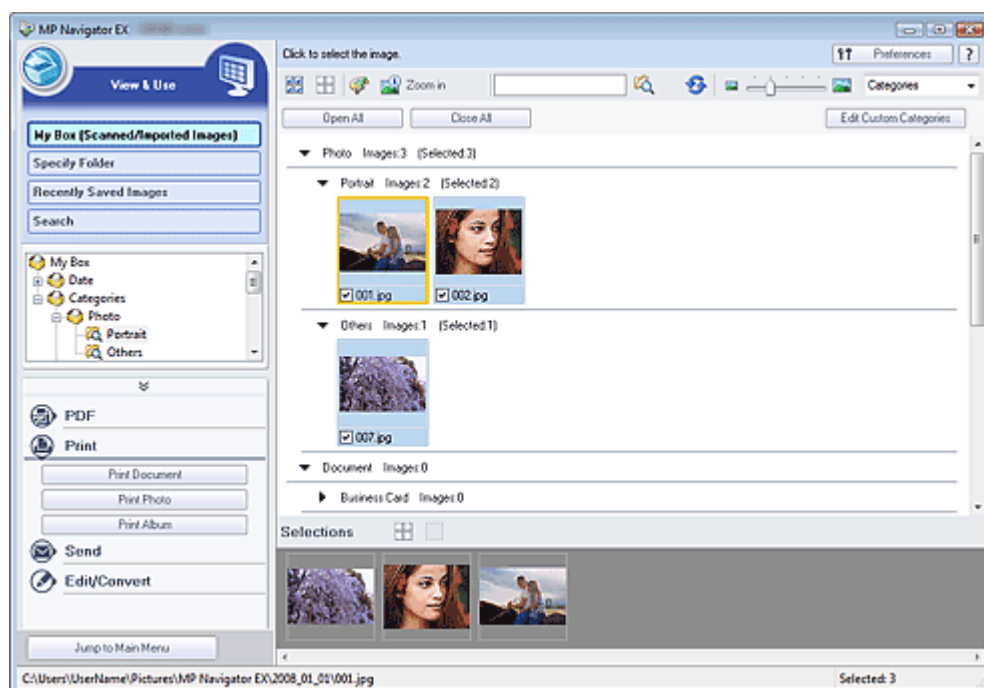 MP Navigator EX
View & Use
My Box (Scanned/Imported Images)
Specify Folder
Recently Saved Images
Search
My Box
Date
Categories
Photo
Portrait
Others
PDF
Print
Print Document
Print Photo
Print Album
Send
Edit/Convert
Jump to Main Menu
Click to select the image.
Preferences
?
Zoom in
Categories
Open All
Close All
Edit Custom Categories
Photo Images:3 (Selected:3)
Portrait Images:2 (Selected:2)
001.jpg
002.jpg
Others Images:1 (Selected:1)
007.jpg
Document Images:0
Business Card Images:0
Selections
C:\Users\UserName\Pictures\MP Navigator EX\2008_01_01\001.jpg
Selected: 3